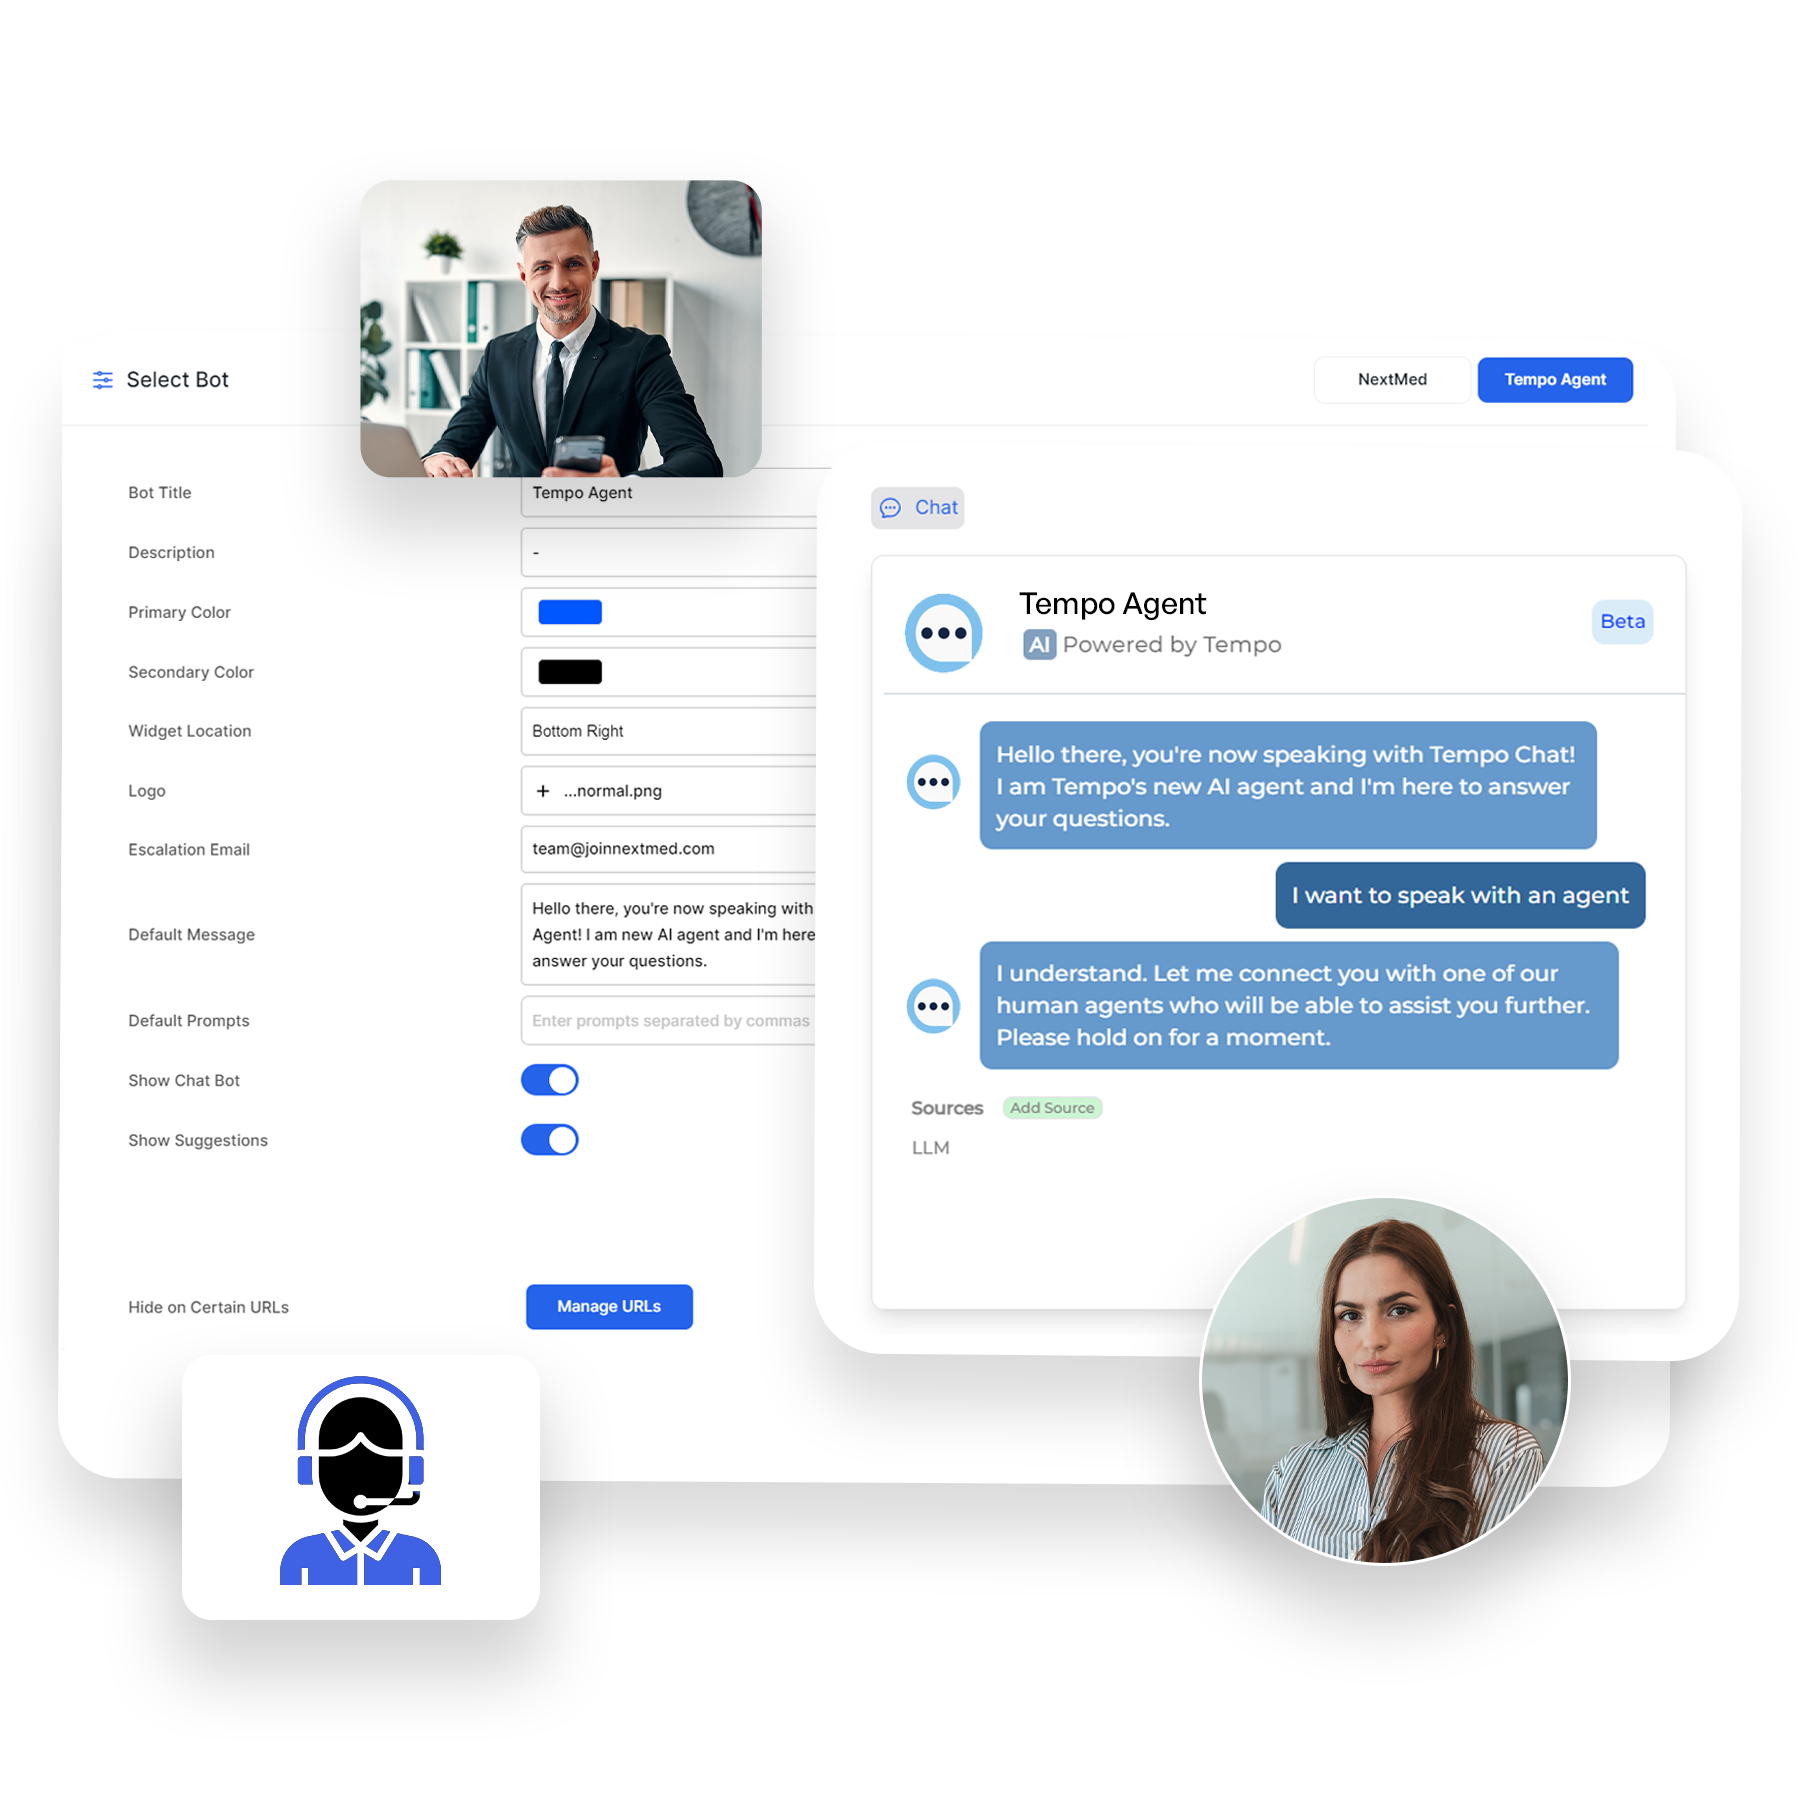 Select Bot
NextMed
Tempo Agent
Bot Title
Tempo Agent
Description
-
Primary Color
Secondary Color
Widget Location
Bottom Right
Logo
+ ...normal.png
Escalation Email
team@joinnextmed.com
Default Message
Hello there, you're now speaking with
Agent! I am new AI agent and I'm here
answer your questions.
Default Prompts
Enter prompts separated by commas
Show Chat Bot
Show Suggestions
Hide on Certain URLs
Manage URLs
Chat
Tempo Agent
AI Powered by Tempo
Beta
Hello there, you're now speaking with Tempo Chat!
I am Tempo's new AI agent and I'm here to answer
your questions.
I want to speak with an agent
I understand. Let me connect you with one of our
human agents who will be able to assist you further.
Please hold on for a moment.
Sources
Add Source
LLM